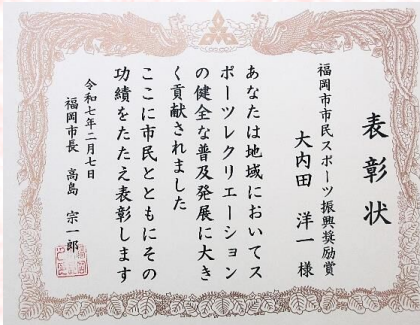 表彰状
福岡市市民スポーツ振興奨励賞
大内田 洋一 様
あなたは地域においてス
ポーツレクリエーション
の健全な普及発展に大き
く貢献されました
ここに市民とともにその
功績をたたえ表彰します
令和七年二月七日
福岡市長 高島 宗一郎